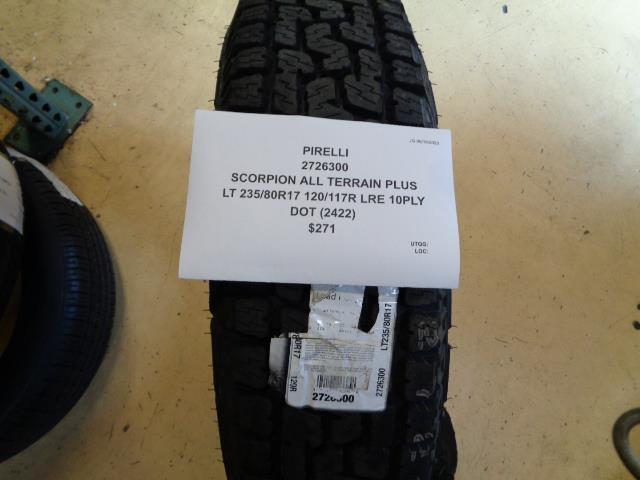 PIRELLI
2726300
SCORPION ALL TERRAIN PLUS
LT 235/80R17 120/117R LRE 10PLY
DOT (2422)
$271
UTQG:
LOC:
LT235/80R17
2726300
120R
2726300